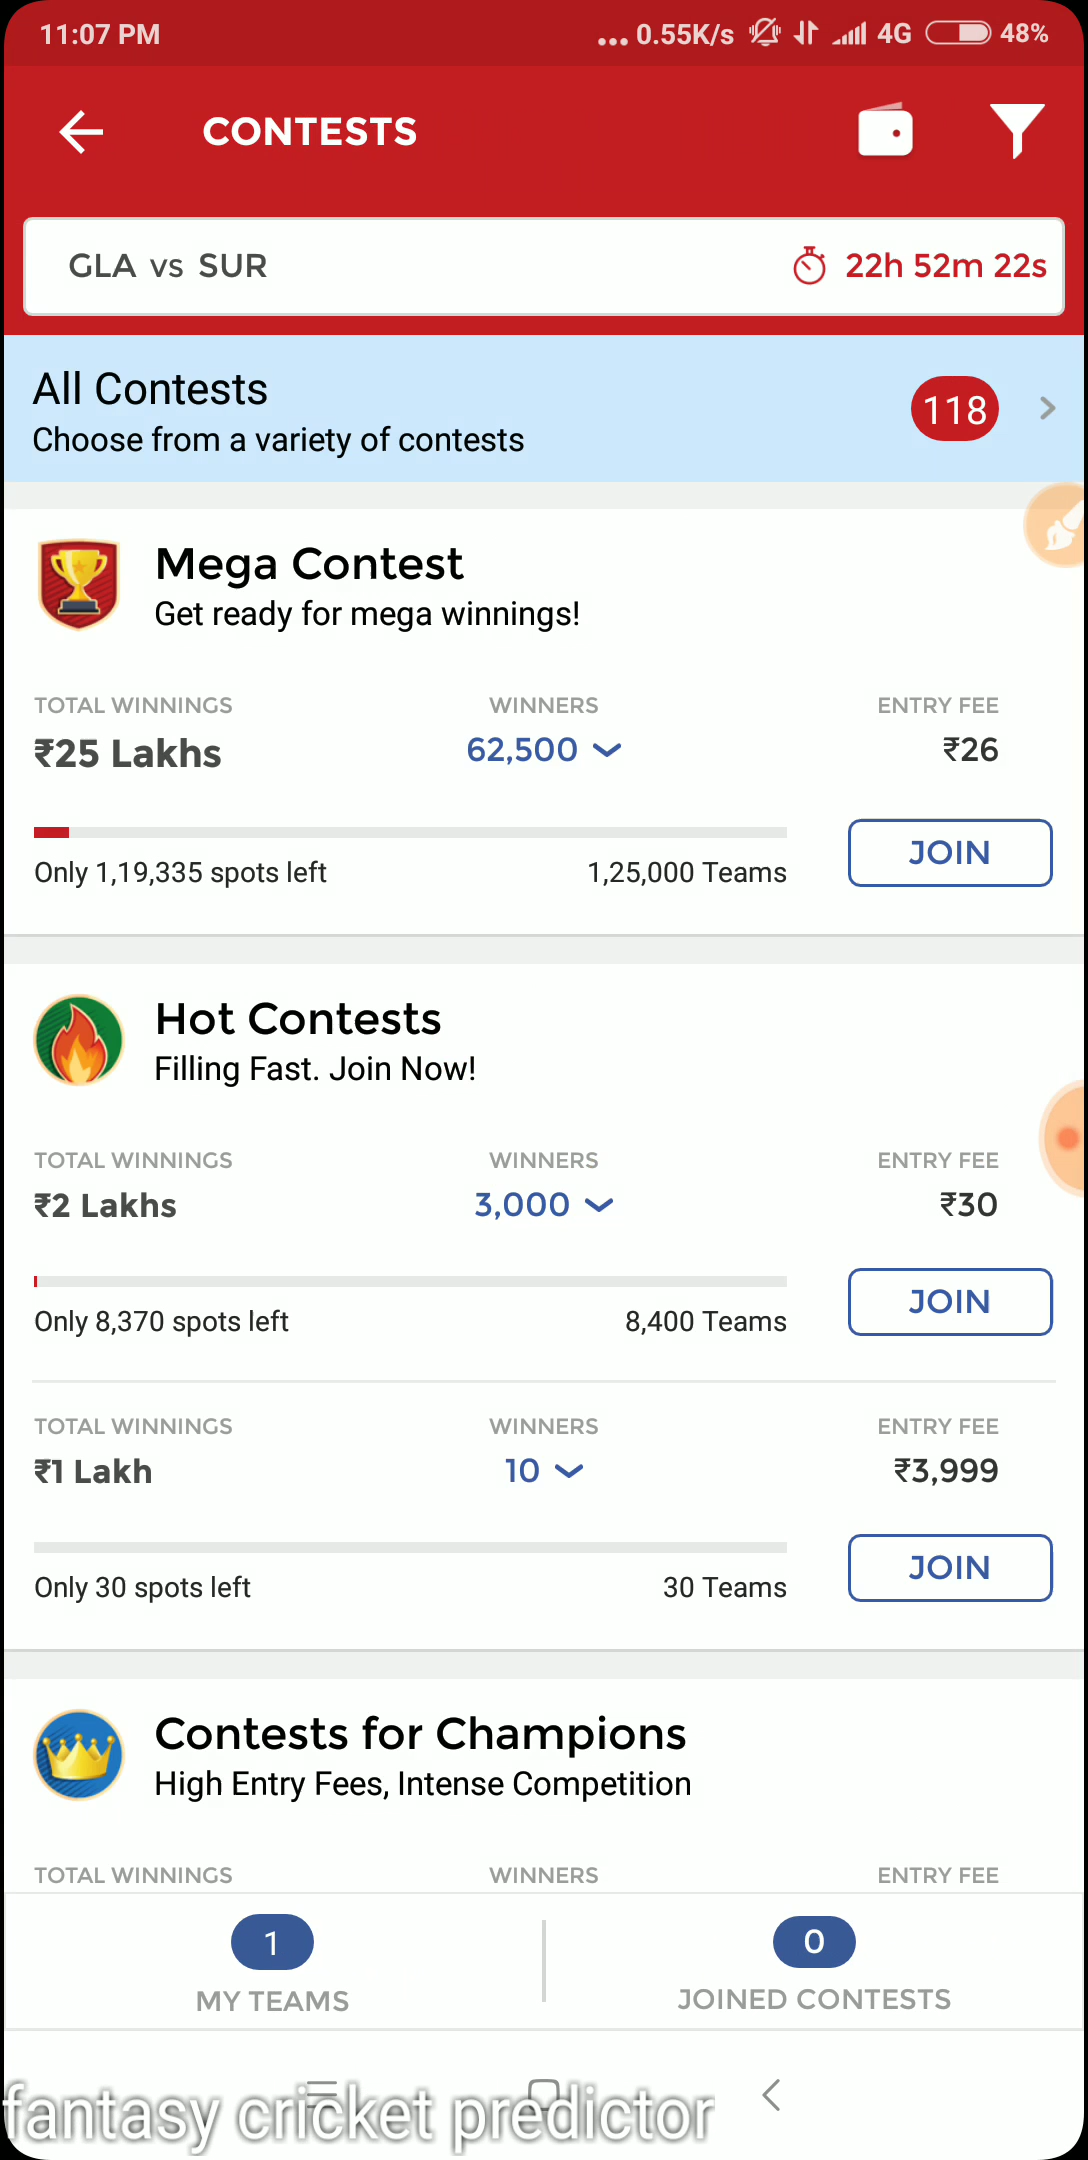 11:07 PM
... 0.55K/s 4G 48%
CONTESTS
GLA vs SUR 22h 52m 22s
All Contests
Choose from a variety of contests
118
Mega Contest
Get ready for mega winnings!
TOTAL WINNINGS WINNERS ENTRY FEE
₹25 Lakhs 62,500 ₹26
Only 1,19,335 spots left 1,25,000 Teams
JOIN
Hot Contests
Filling Fast. Join Now!
TOTAL WINNINGS WINNERS ENTRY FEE
₹2 Lakhs 3,000 ₹30
Only 8,370 spots left 8,400 Teams
JOIN
TOTAL WINNINGS WINNERS ENTRY FEE
₹1 Lakh 10 ₹3,999
Only 30 spots left 30 Teams
JOIN
Contests for Champions
High Entry Fees, Intense Competition
TOTAL WINNINGS WINNERS ENTRY FEE
1 0
MY TEAMS JOINED CONTESTS
fantasy cricket predictor